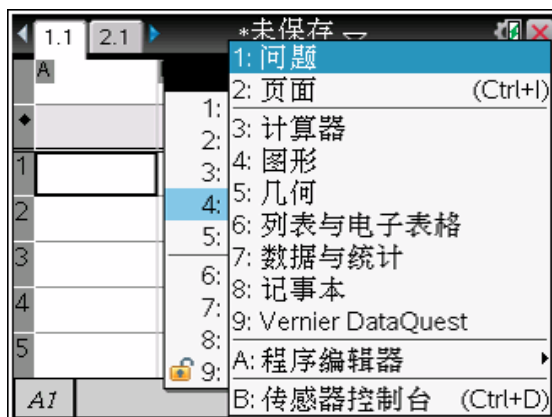 1.1 2.1 *未保存
A
1: 问题
2: 页面 (Ctrl+I)
3: 计算器
4: 图形
5: 几何
6: 列表与电子表格
7: 数据与统计
8: 记事本
9: Vernier DataQuest
A: 程序编辑器
B: 传感器控制台 (Ctrl+D)
1:
2:
3:
4:
5:
6:
7:
8:
9:
◆
1
2
3
4
5
A1